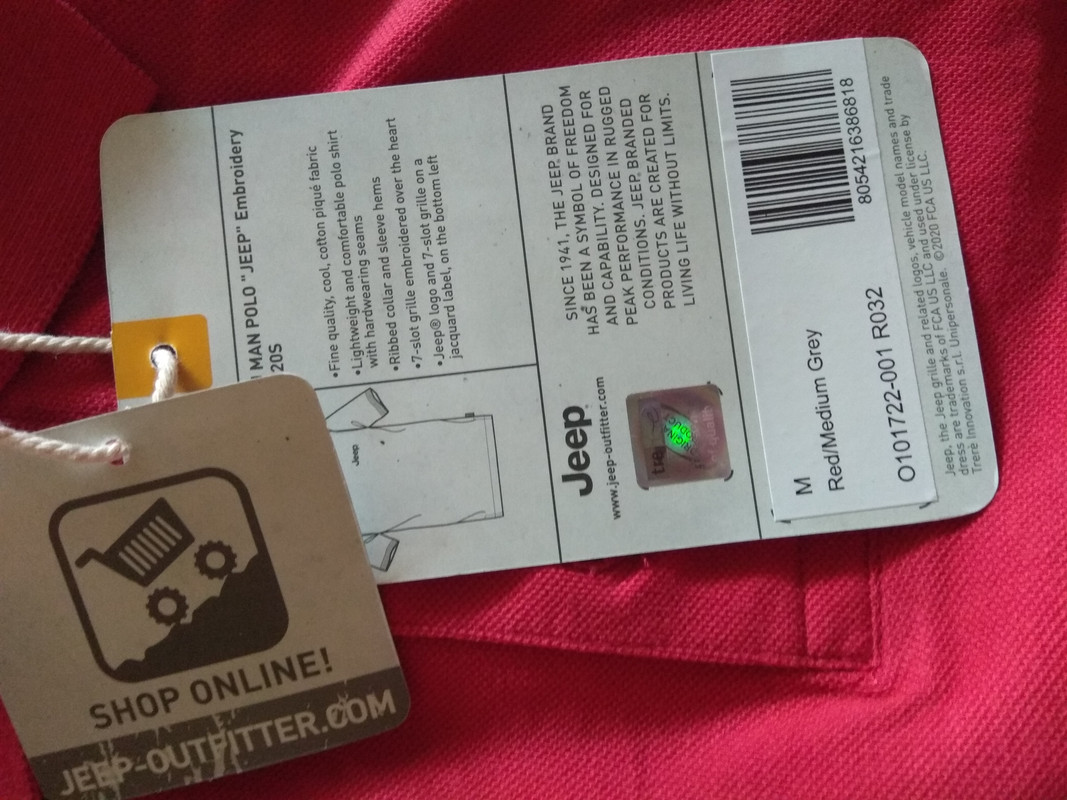 MAN POLO "JEEP" Embroidery
20S
•Fine quality, cool, cotton piqué fabric
•Lightweight and comfortable polo shirt
with hardwearing seams
•Ribbed collar and sleeve hems
•7-slot grille embroidered over the heart
•Jeep® logo and 7-slot grille on a
jacquard label, on the bottom left
Jeep
SINCE 1941, THE JEEP® BRAND
HAS BEEN A SYMBOL OF FREEDOM
AND CAPABILITY. DESIGNED FOR
PEAK PERFORMANCE IN RUGGED
CONDITIONS. JEEP® BRANDED
PRODUCTS ARE CREATED FOR
LIVING LIFE WITHOUT LIMITS.
Jeep®
www.jeep-outfitter.com
M
Red/Medium Grey
O101722-001 R032
8054216386818
Jeep, the Jeep grille and related logos, vehicle model names and trade
dress are trademarks of FCA US LLC and used under license by
Trerè Innovation s.r.l. Unipersonale. ©2020 FCA US LLC.
SHOP ONLINE!
JEEP-OUTFITTER.COM